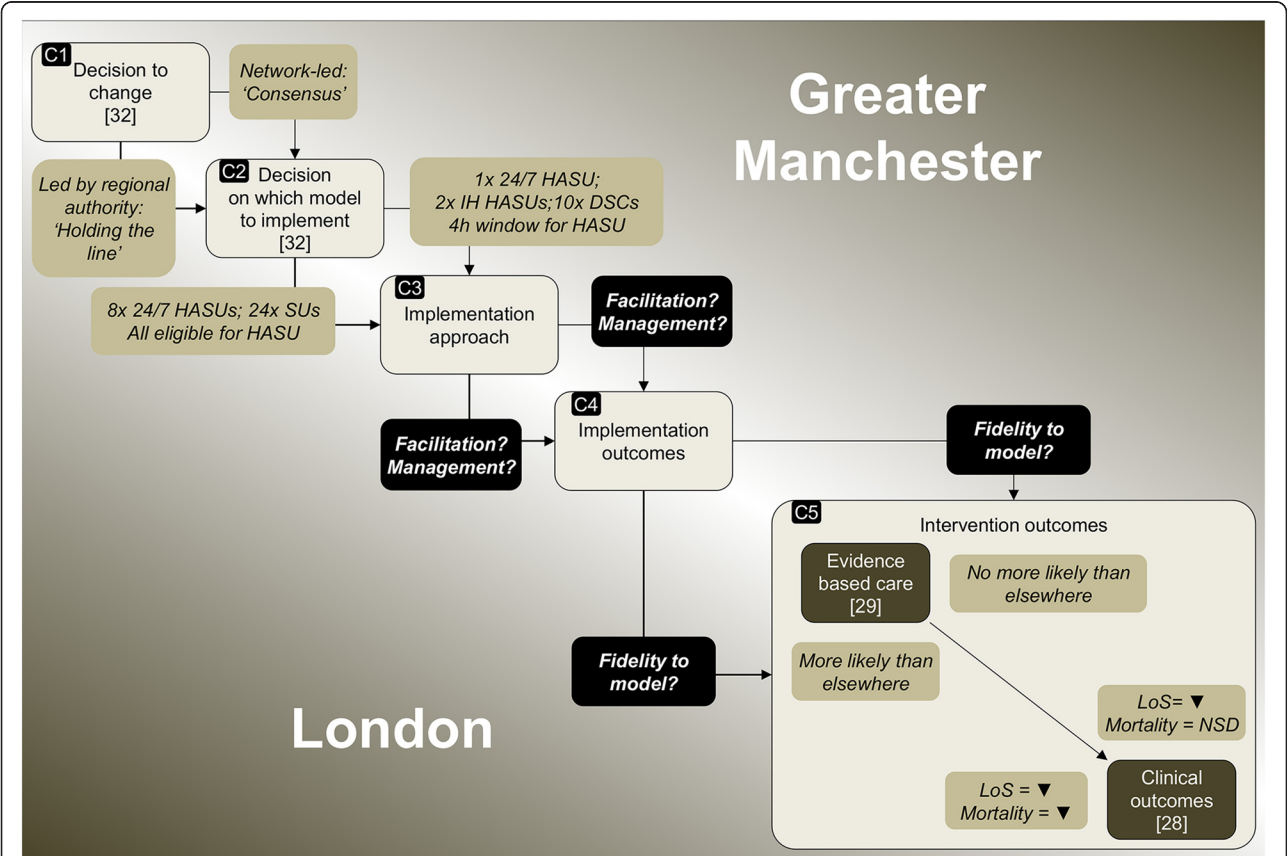 Greater
Manchester
C1
Decision to
change
[32]
Network-led:
‘Consensus’
Led by regional
authority:
‘Holding the
line’
C2
Decision
on which model
to implement
[32]
1x 24/7 HASU;
2x IH HASUs;10x DSCs
4h window for HASU
8x 24/7 HASUs; 24x SUs
All eligible for HASU
C3
Implementation
approach
Facilitation?
Management?
Facilitation?
Management?
C4
Implementation
outcomes
Fidelity to
model?
Fidelity to
model?
C5
Intervention outcomes
Evidence
based care
[29]
No more likely than
elsewhere
More likely than
elsewhere
LoS= ▼
Mortality = NSD
LoS = ▼
Mortality = ▼
Clinical
outcomes
[28]
London